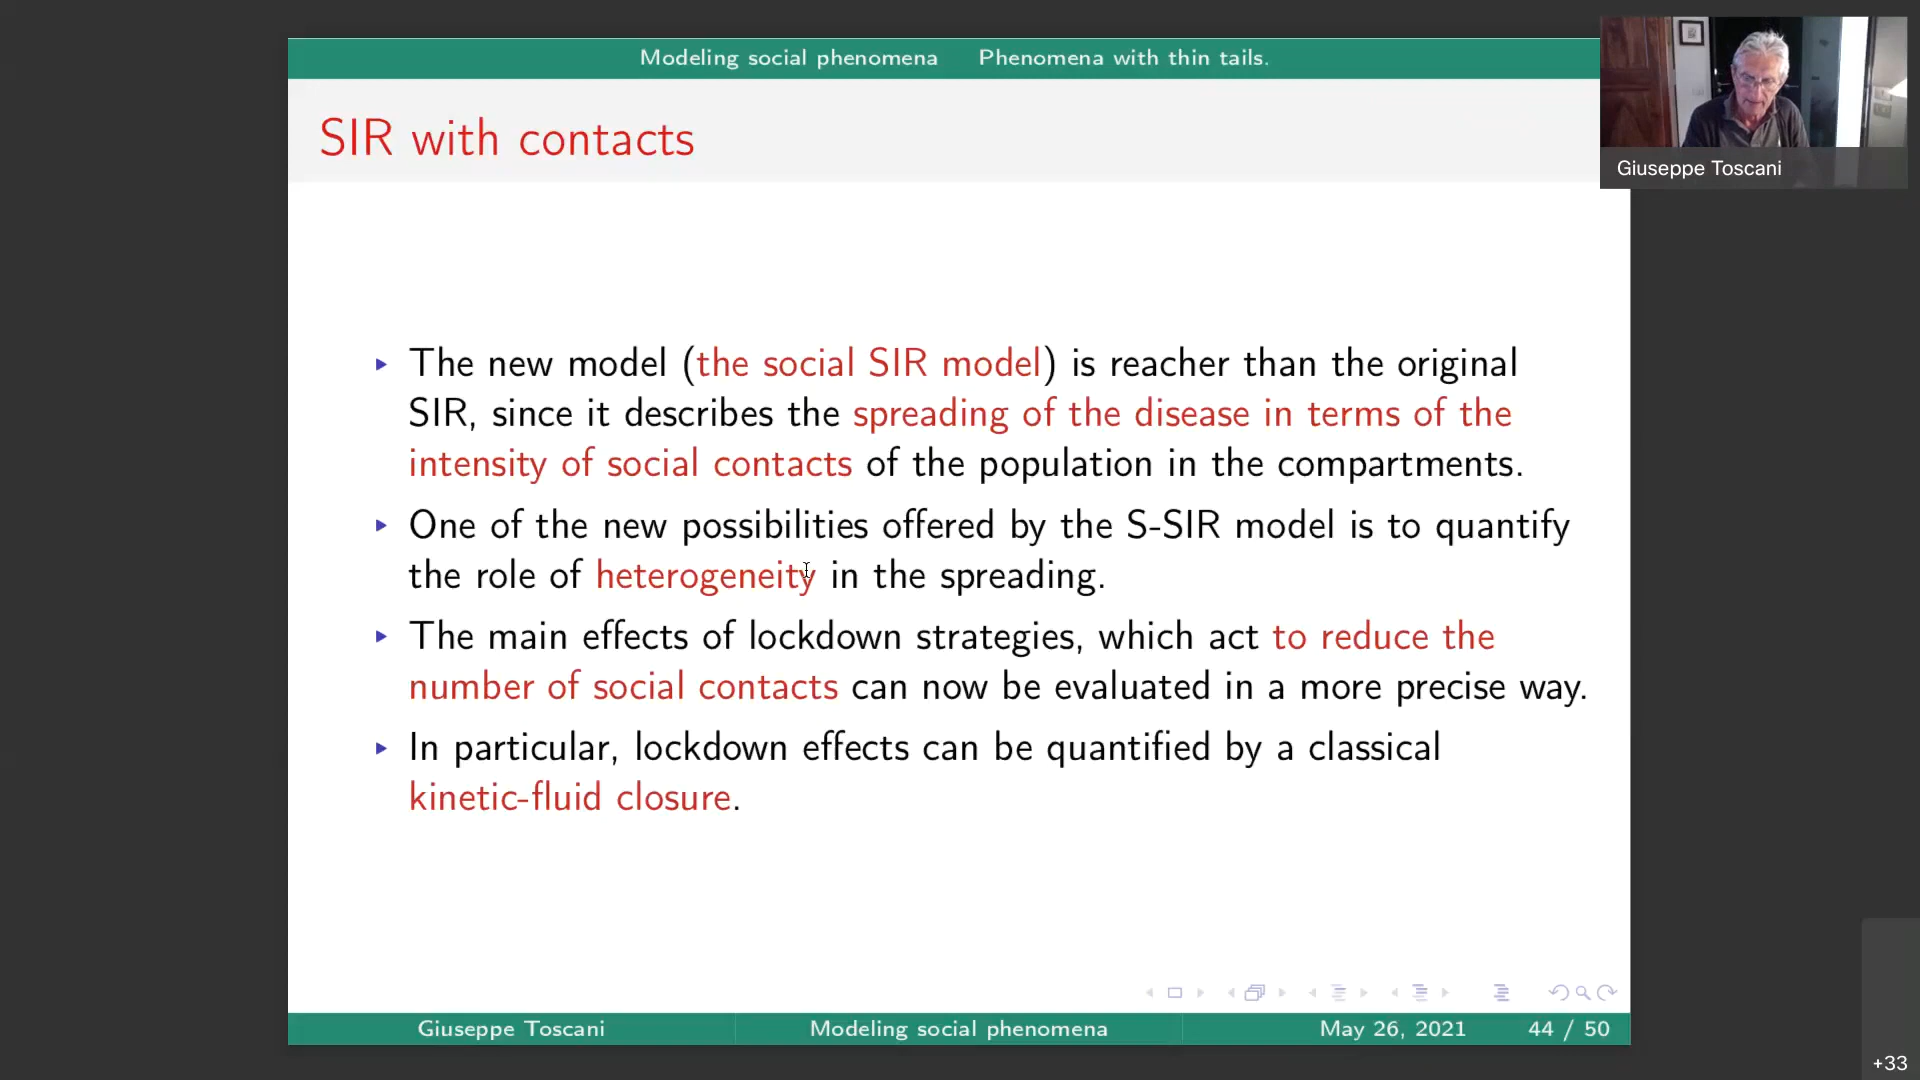 Modeling social phenomena Phenomena with thin tails.
SIR with contacts
Giuseppe Toscani
The new model (the social SIR model) is reacher than the original
SIR, since it describes the spreading of the disease in terms of the
intensity of social contacts of the population in the compartments.
One of the new possibilities offered by the S-SIR model is to quantify
the role of heterogeneity in the spreading.
The main effects of lockdown strategies, which act to reduce the
number of social contacts can now be evaluated in a more precise way.
In particular, lockdown effects can be quantified by a classical
kinetic-fluid closure.
Giuseppe Toscani Modeling social phenomena May 26, 2021 44 / 50
+33